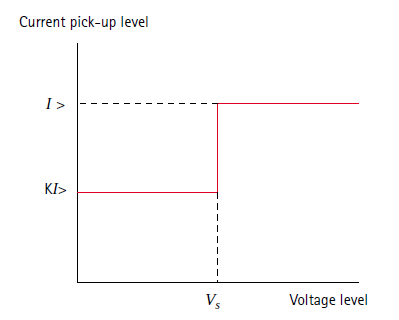 Current pick-up level
I >
KI>
Vs
Voltage level